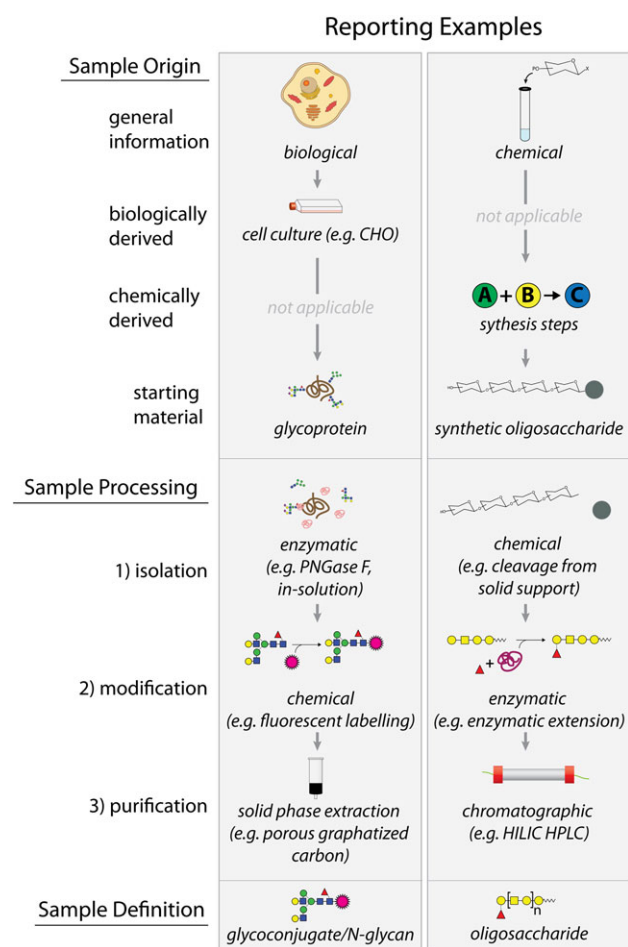 Reporting Examples
Sample Origin
general
information
biological
chemical
PO
X
biologically
derived
cell culture (e.g. CHO)
not applicable
chemically
derived
not applicable
A + B → C
sythesis steps
starting
material
glycoprotein
synthetic oligosaccharide
Sample Processing
1) isolation
enzymatic
(e.g. PNGase F,
in-solution)
chemical
(e.g. cleavage from
solid support)
2) modification
+
chemical
(e.g. fluorescent labelling)
enzymatic
(e.g. enzymatic extension)
3) purification
solid phase extraction
(e.g. porous graphatized
carbon)
chromatographic
(e.g. HILIC HPLC)
Sample Definition
n
glycoconjugate/N-glycan
oligosaccharide